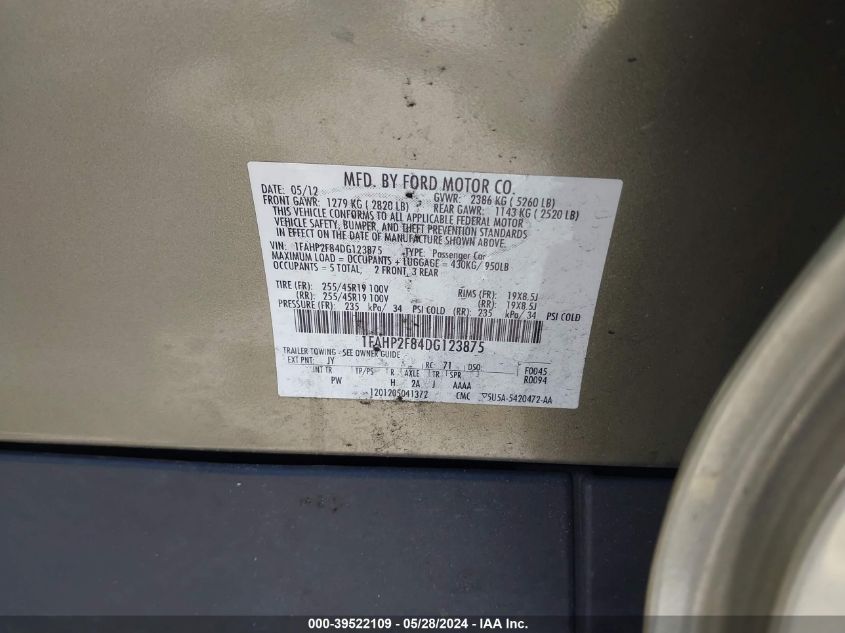 MFD. BY FORD MOTOR CO.
DATE: 05/12 GVWR: 2386 KG ( 5260 LB)
FRONT GAWR: 1279 KG ( 2820 LB) REAR GAWR: 1143 KG ( 2520 LB)
THIS VEHICLE CONFORMS TO ALL APPLICABLE FEDERAL MOTOR
VEHICLE SAFETY, BUMPER, AND THEFT PREVENTION STANDARDS
IN EFFECT ON THE DATE OF MANUFACTURE SHOWN ABOVE.
VIN: 1FAHP2F84DG123875 TYPE: Passenger Car
MAXIMUM LOAD = OCCUPANTS + LUGGAGE = 430KG/ 950LB
OCCUPANTS = 5 TOTAL, 2 FRONT, 3 REAR
TIRE (FR): 255/45R19 100V RIMS (FR): 19X8.5J
(RR): 255/45R19 100V (RR): 19X8.5J
PRESSURE (FR): 235 kPa/ 34 PSI COLD (RR): 235 kPa/ 34 PSI COLD
1FAHP2F84DG123875
TRAILER TOWING - SEE OWNER GUIDE
EXT PNT: JY RC: 71 DSO: F0045
INT TR TP/PS R AXLE TR SPR R0094
PW H 2A J AAAA
1201205041372 CMC 5U5A-5420472-AA
000-39522109 - 05/28/2024 - IAA, Inc.